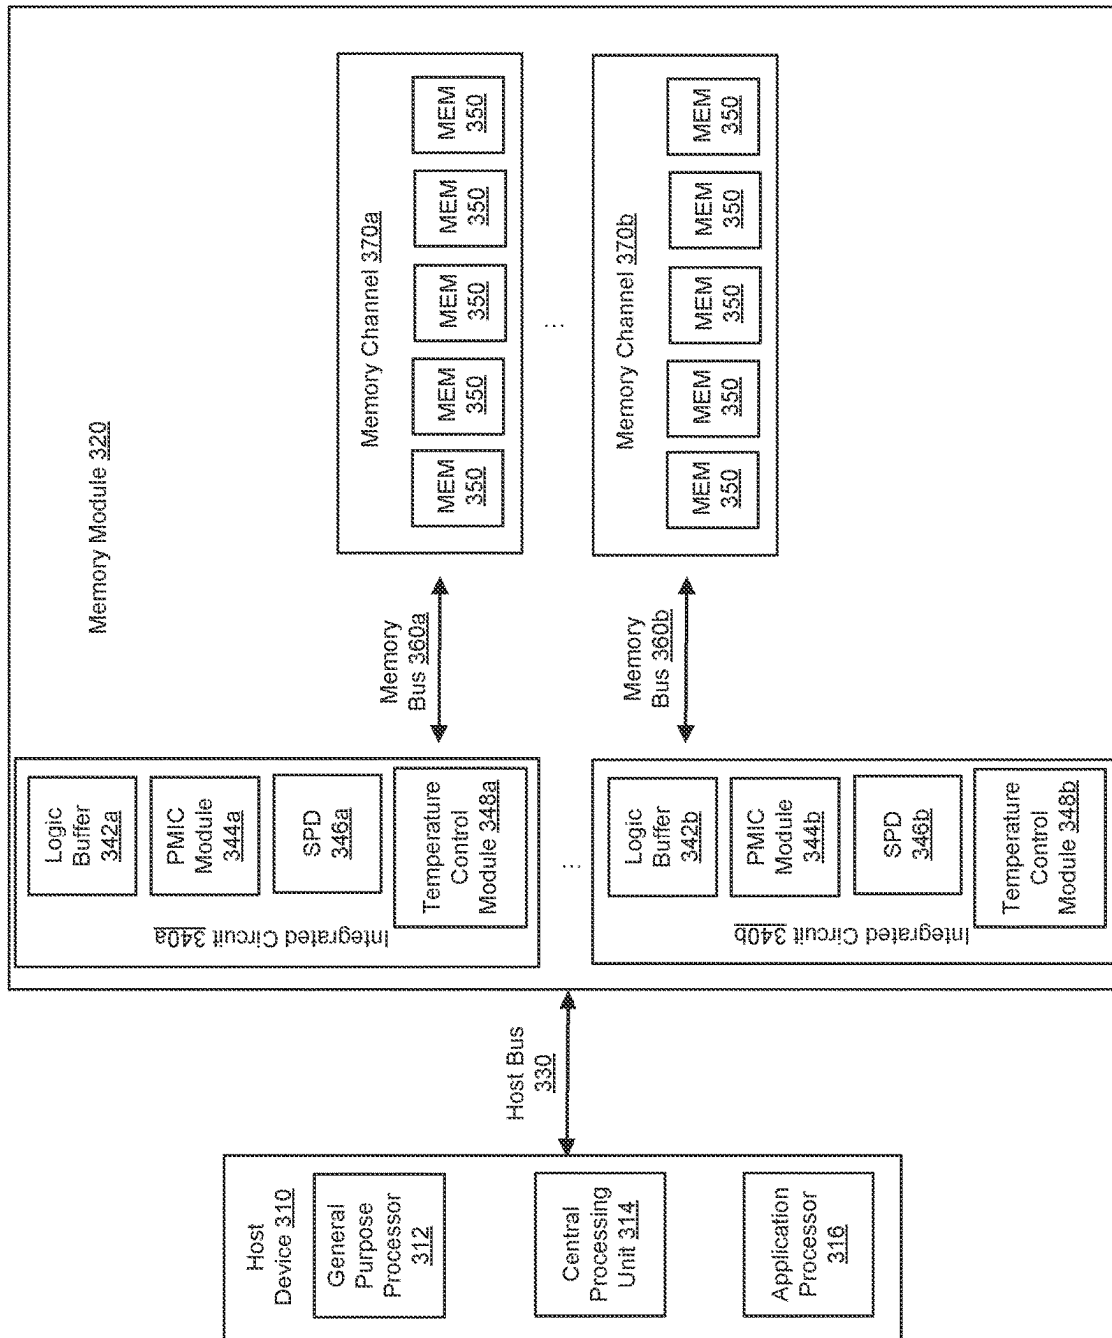 Host
Device 310
General
Purpose
Processor
312
Central
Processing
Unit 314
Application
Processor
316
Host Bus
330
Memory Module 320
Integrated Circuit 340a
Logic
Buffer
342a
PMIC
Module
344a
SPD
346a
Temperature
Control
Module 348a
...
Integrated Circuit 340b
Logic
Buffer
342b
PMIC
Module
344b
SPD
346b
Temperature
Control
Module 348b
Memory
Bus 360a
Memory
Bus 360b
Memory Channel 370a
MEM
350
MEM
350
MEM
350
MEM
350
MEM
350
...
Memory Channel 370b
MEM
350
MEM
350
MEM
350
MEM
350
MEM
350